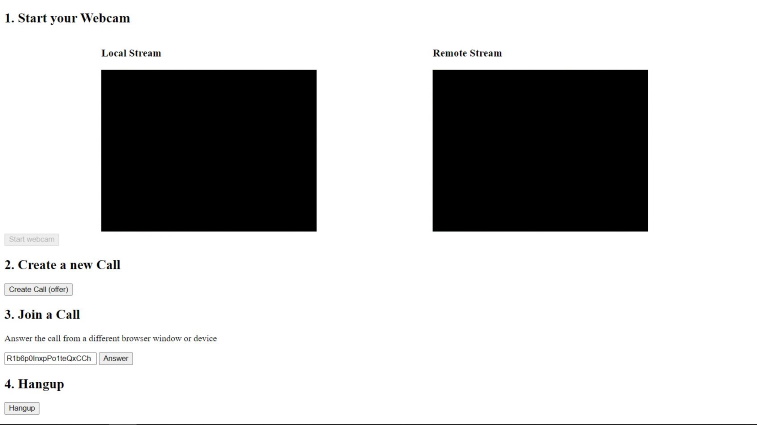 1. Start your Webcam
Local Stream
Remote Stream
Start webcam
2. Create a new Call
Create Call (offer)
3. Join a Call
Answer the call from a different browser window or device
Answer
4. Hangup
Hangup